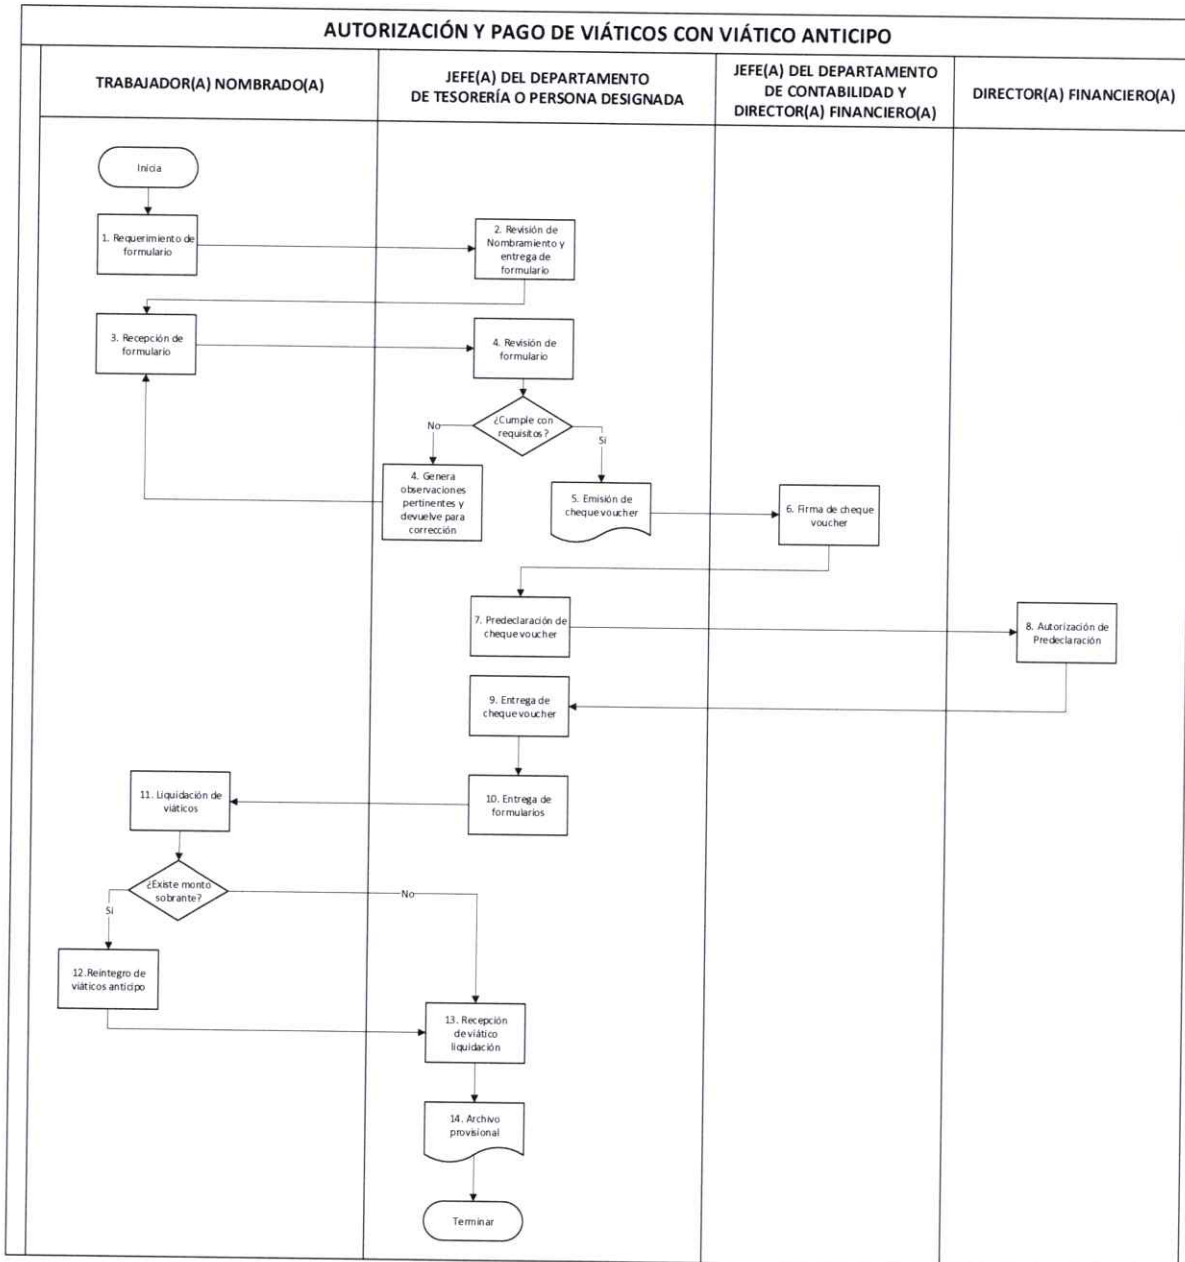 AUTORIZACIÓN Y PAGO DE VIÁTICOS CON VIÁTICO ANTICIPO
TRABAJADOR(A) NOMBRADO(A)
JEFE(A) DEL DEPARTAMENTO
DE TESORERÍA O PERSONA DESIGNADA
JEFE(A) DEL DEPARTAMENTO
DE CONTABILIDAD Y
DIRECTOR(A) FINANCIERO(A)
DIRECTOR(A) FINANCIERO(A)
Inicia
1. Requerimiento de
formulario
2. Revisión de
Nombramiento y
entrega de
formulario
3. Recepción de
formulario
4. Revisión de
formulario
¿Cumple con
requisitos?
No
Si
4. Genera
observaciones
pertinentes y
devuelve para
corrección
5. Emisión de
cheque voucher
6. Firma de cheque
voucher
7. Predeclaración de
cheque voucher
8. Autorización de
Predeclaración
9. Entrega de
cheque voucher
10. Entrega de
formularios
11. Liquidación de
viáticos
¿Existe monto
sobrante?
No
Si
12.Reintegro de
viáticos anticipo
13. Recepción
de viático
liquidación
14. Archivo
provisional
Terminar